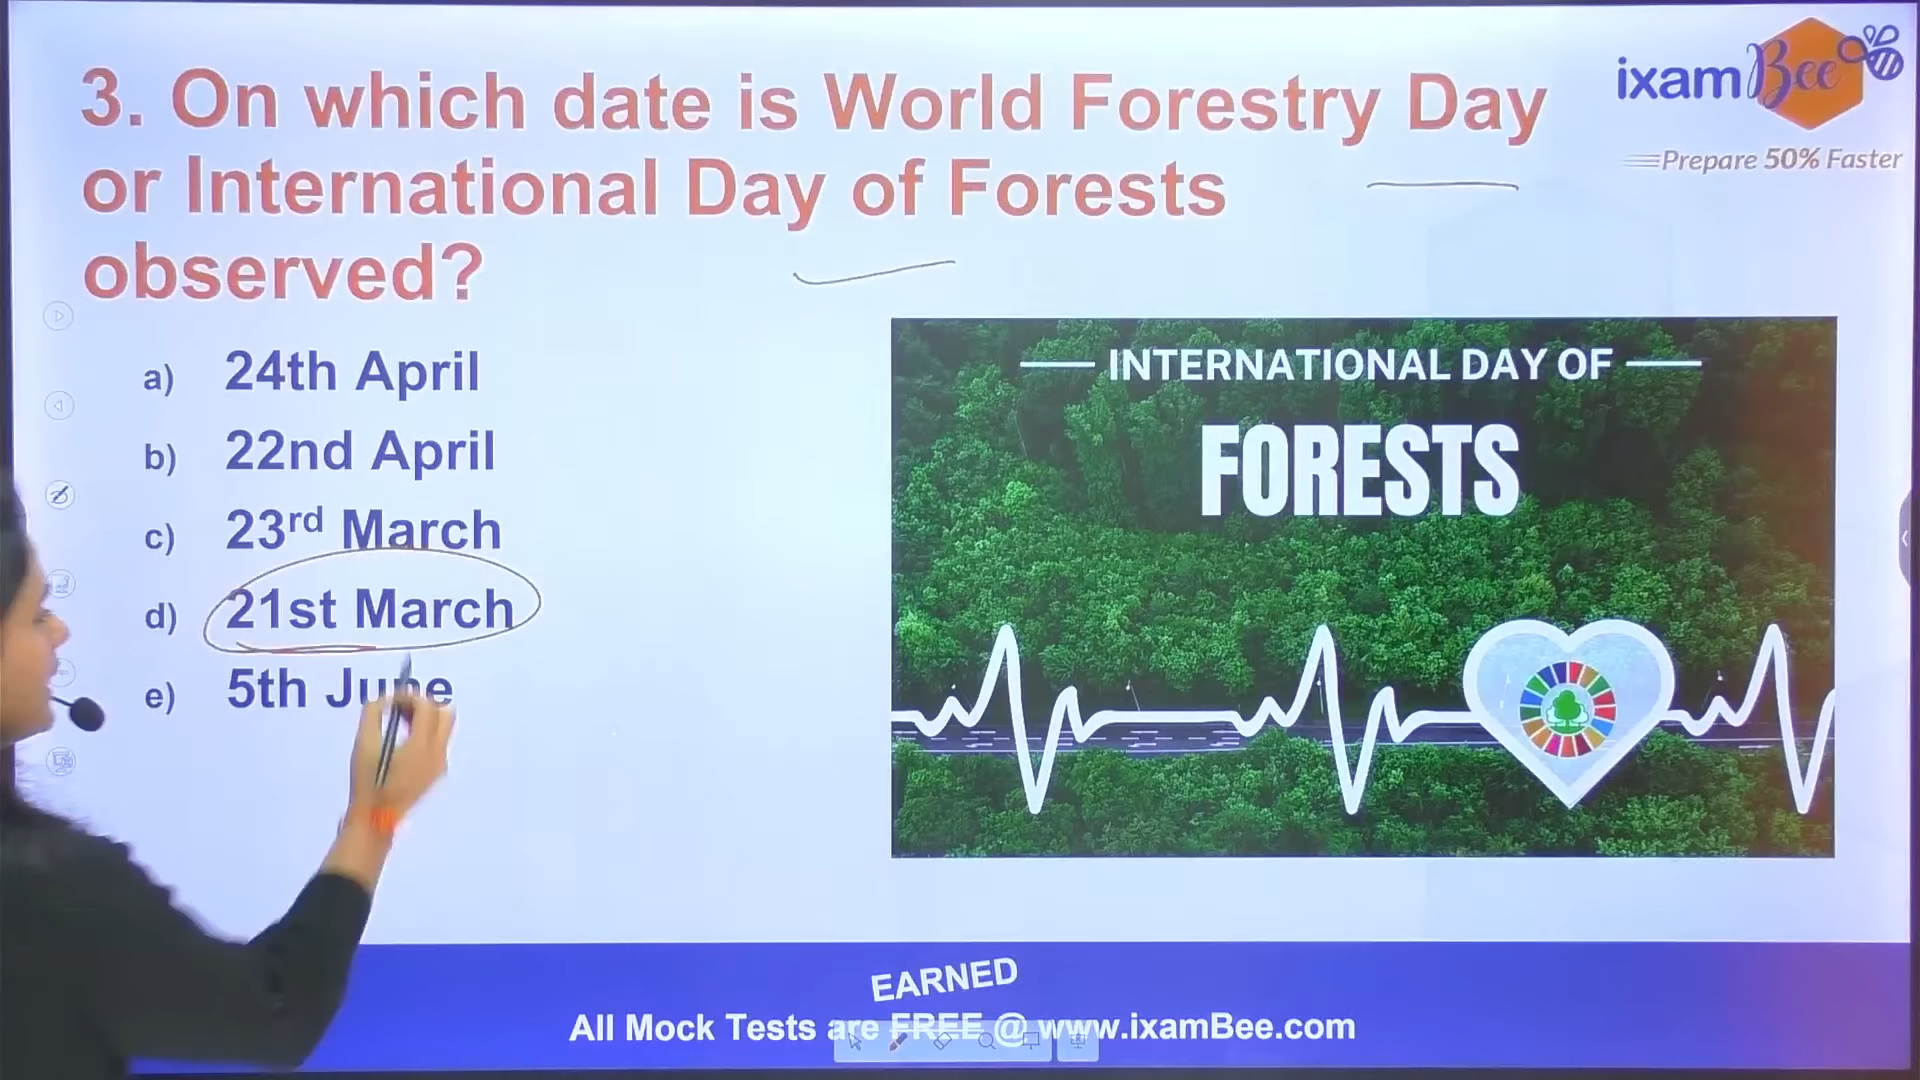 3. On which date is World Forestry Day
or International Day of Forests
observed?
a) 24th April
b) 22nd April
c) 23rd March
d) 21st March
e) 5th June
ixamBee
Prepare 50% Faster
INTERNATIONAL DAY OF
FORESTS
EARNED
All Mock Tests are FREE @ www.ixamBee.com